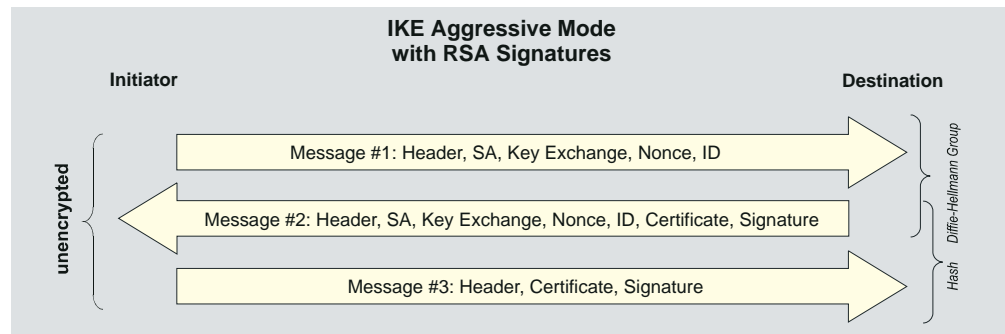 IKE Aggressive Mode
with RSA Signatures
Initiator
Destination
unencrypted
Message #1: Header, SA, Key Exchange, Nonce, ID
Message #2: Header, SA, Key Exchange, Nonce, ID, Certificate, Signature
Message #3: Header, Certificate, Signature
Diffie-Hellmann Group
Hash